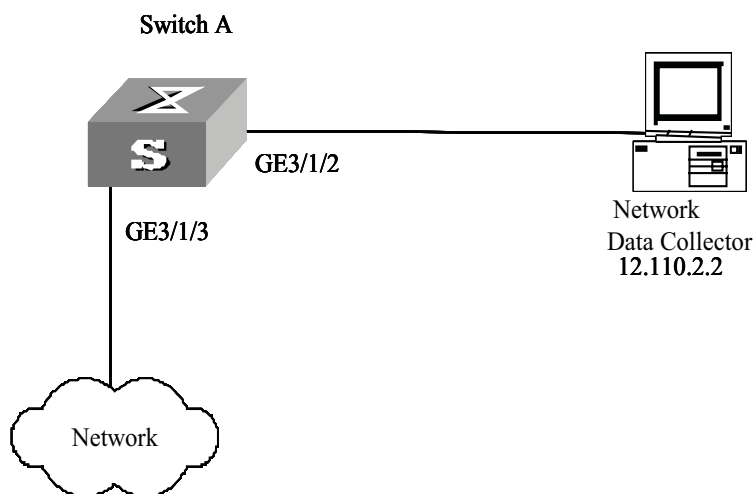 Switch A
S
GE3/1/2
GE3/1/3
Network
Data Collector
12.110.2.2
Network